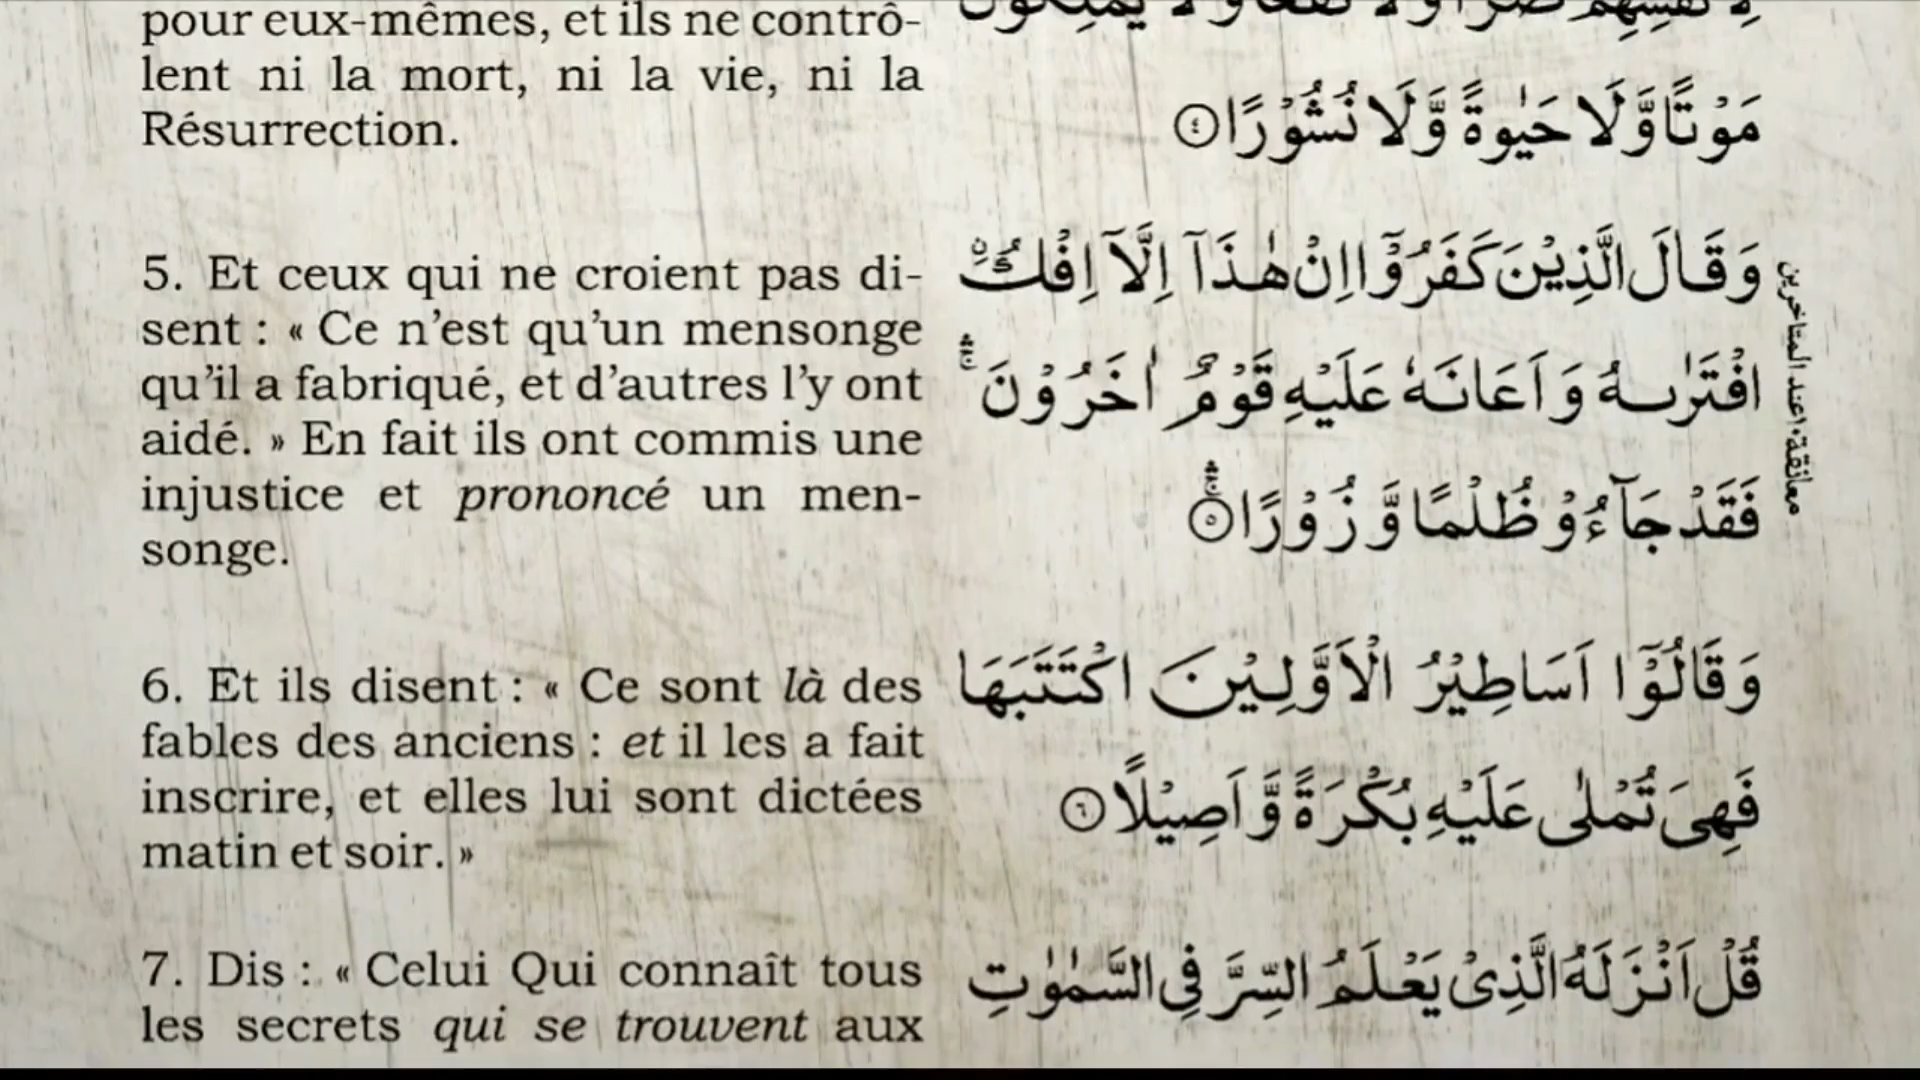 pour eux-mêmes, et ils ne contrô-
lent ni la mort, ni la vie, ni la
Résurrection.
5. Et ceux qui ne croient pas di-
sent : « Ce n’est qu’un mensonge
qu’il a fabriqué, et d’autres l’y ont
aidé. » En fait ils ont commis une
injustice et prononcé un men-
songe.
6. Et ils disent : « Ce sont là des
fables des anciens : et il les a fait
inscrire, et elles lui sont dictées
matin et soir. »
7. Dis : « Celui Qui connaît tous
les secrets qui se trouvent aux
لِاَنْفُسِهِمْ ضَرًّا وَّلَا نَفْعًا وَّلَا يَمْلِكُوْنَ
مَوْتًا وَّلَا حَيٰوةً وَّلَا نُشُوْرًا ۝٤
وَقَالَ الَّذِيْنَ كَفَرُوْٓا اِنْ هٰذَآ اِلَّآ اِفْكُ ِۨ
افْتَرٰىهُ وَاَعَانَهٗ عَلَيْهِ قَوْمٌ اٰخَرُوْنَ ۛۚ
فَقَدْ جَآءُوْ ظُلْمًا وَّزُوْرًا ۛۚ۝٥
وَقَالُوْٓا اَسَاطِيْرُ الْاَوَّلِيْنَ اكْتَتَبَهَا
فَهِيَ تُمْلٰى عَلَيْهِ بُكْرَةً وَّاَصِيْلًا ۝٦
قُلْ اَنْزَلَهُ الَّذِيْ يَعْلَمُ السِّرَّ فِي السَّمٰوٰتِ
معانقة ١٠ عند المتاخرين